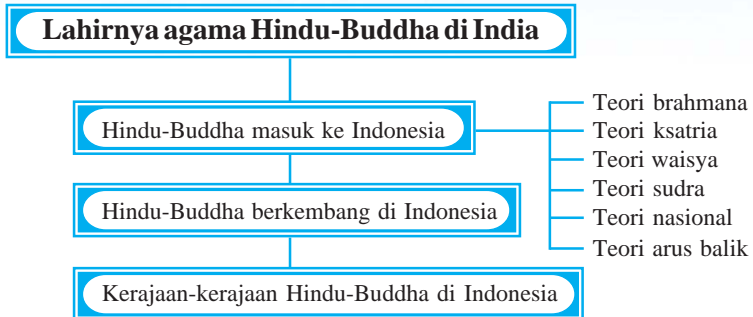 Lahirnya agama Hindu-Buddha di India
Hindu-Buddha masuk ke Indonesia
Teori brahmana
Teori ksatria
Teori waisya
Teori sudra
Teori nasional
Teori arus balik
Hindu-Buddha berkembang di Indonesia
Kerajaan-kerajaan Hindu-Buddha di Indonesia